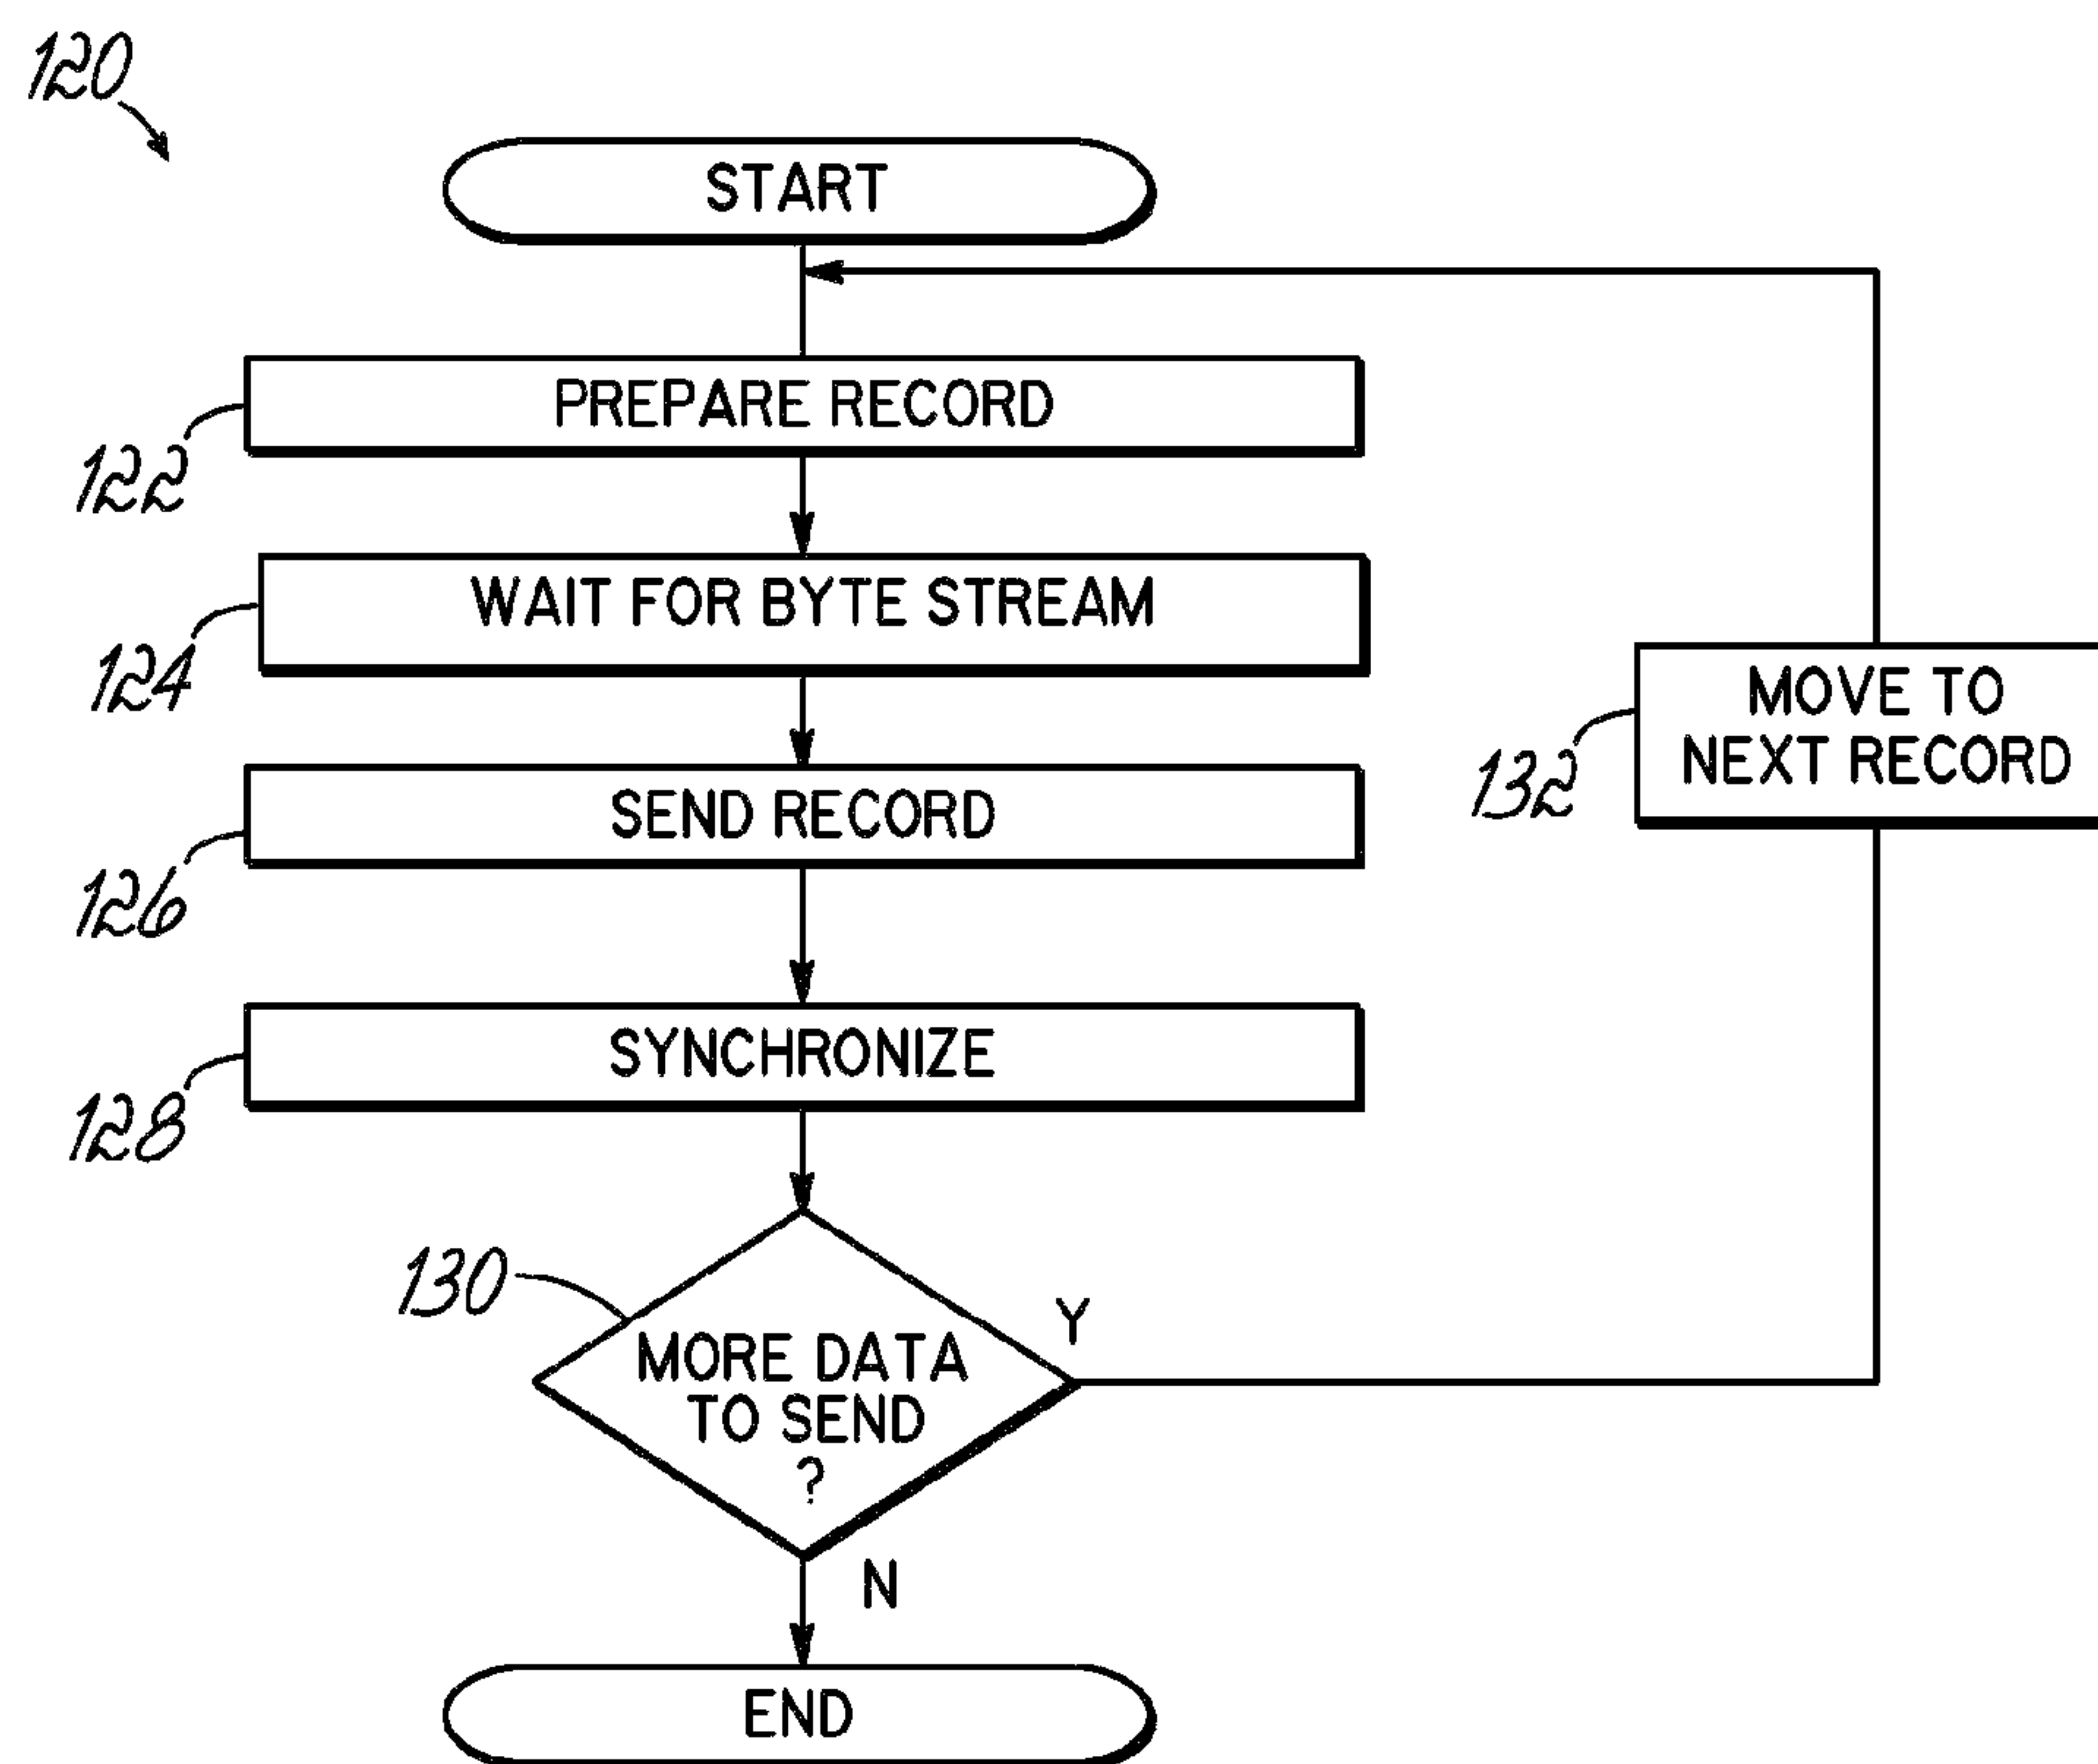 120
START
PREPARE RECORD
122
WAIT FOR BYTE STREAM
124
MOVE TO
NEXT RECORD
132
SEND RECORD
126
SYNCHRONIZE
128
130
Y
MORE DATA
TO SEND
?
N
END